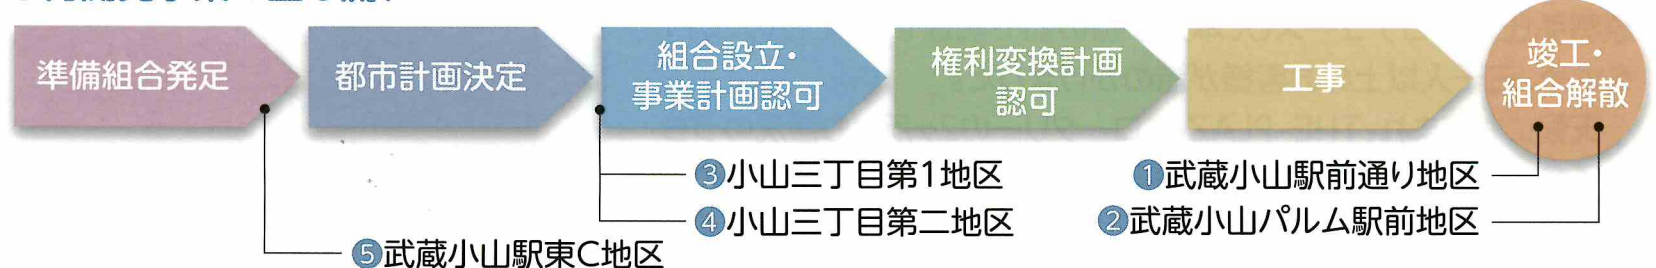 準備組合発足
都市計画決定
組合設立・
事業計画認可
権利変換計画
認可
工事
竣工・
組合解散
③小山三丁目第1地区
①武蔵小山駅前通り地区
④小山三丁目第二地区
②武蔵小山パルム駅前地区
⑤武蔵小山駅東C地区